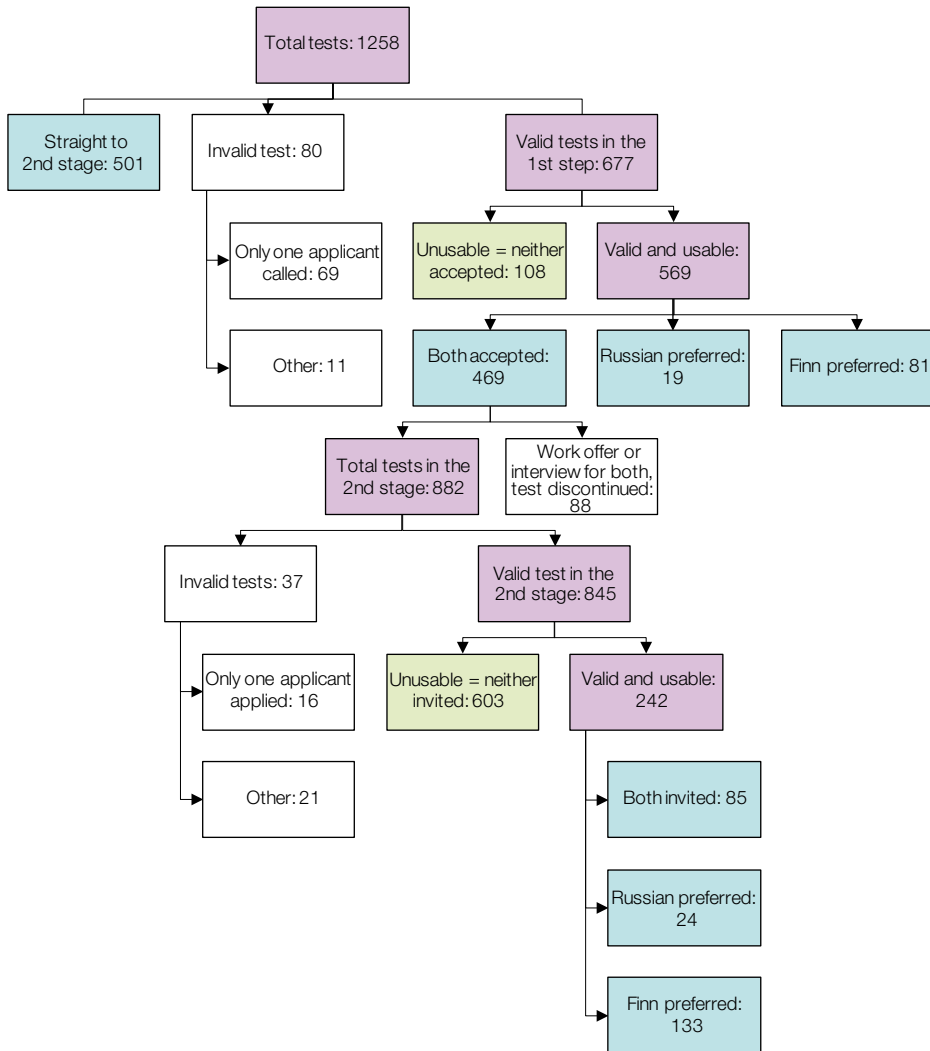 Total tests: 1258
Straight to
2nd stage: 501
Invalid test: 80
Valid tests in the
1st step: 677
Only one applicant
called: 69
Unusable = neither
accepted: 108
Valid and usable:
569
Other: 11
Both accepted:
469
Russian preferred:
19
Finn preferred: 81
Total tests in the
2nd stage: 882
Work offer or
interview for both,
test discontinued:
88
Invalid tests: 37
Valid test in the
2nd stage: 845
Only one applicant
applied: 16
Unusable = neither
invited: 603
Valid and usable:
242
Other: 21
Both invited: 85
Russian preferred:
24
Finn preferred:
133